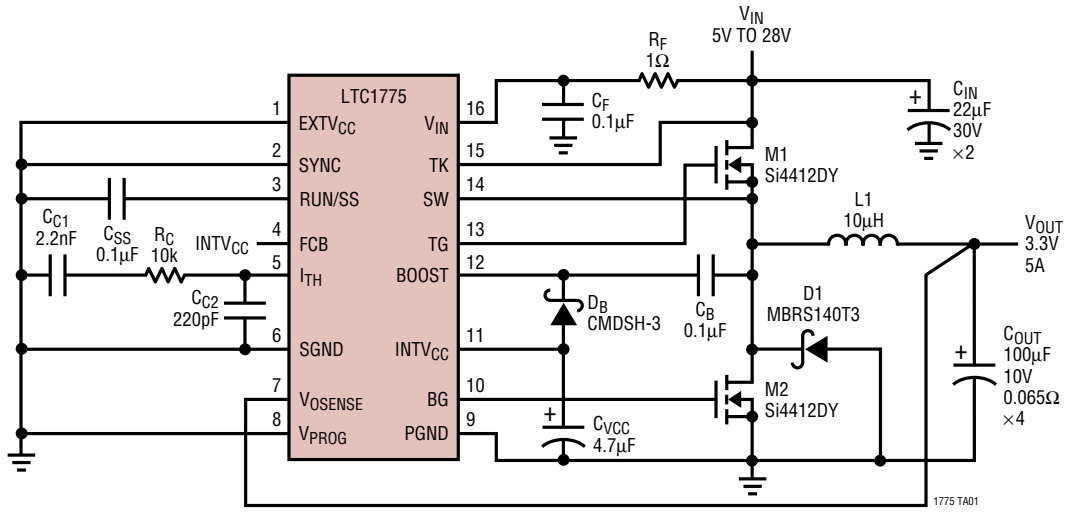 V_IN
5V TO 28V
R_F
1Ω
C_F
0.1µF
+
C_IN
22µF
30V
×2
LTC1775
1
EXTV_CC
2
SYNC
3
RUN/SS
4
FCB
5
I_TH
6
SGND
7
V_OSENSE
8
V_PROG
16
V_IN
15
TK
14
SW
13
TG
12
BOOST
11
INTV_CC
10
BG
9
PGND
C_C1
2.2nF
C_SS
0.1µF
R_C
10k
INTV_CC
C_C2
220pF
M1
Si4412DY
L1
10µH
V_OUT
3.3V
5A
D_B
CMDSH-3
C_B
0.1µF
D1
MBRS140T3
M2
Si4412DY
+
C_VCC
4.7µF
+
C_OUT
100µF
10V
0.065Ω
×4
1775 TA01